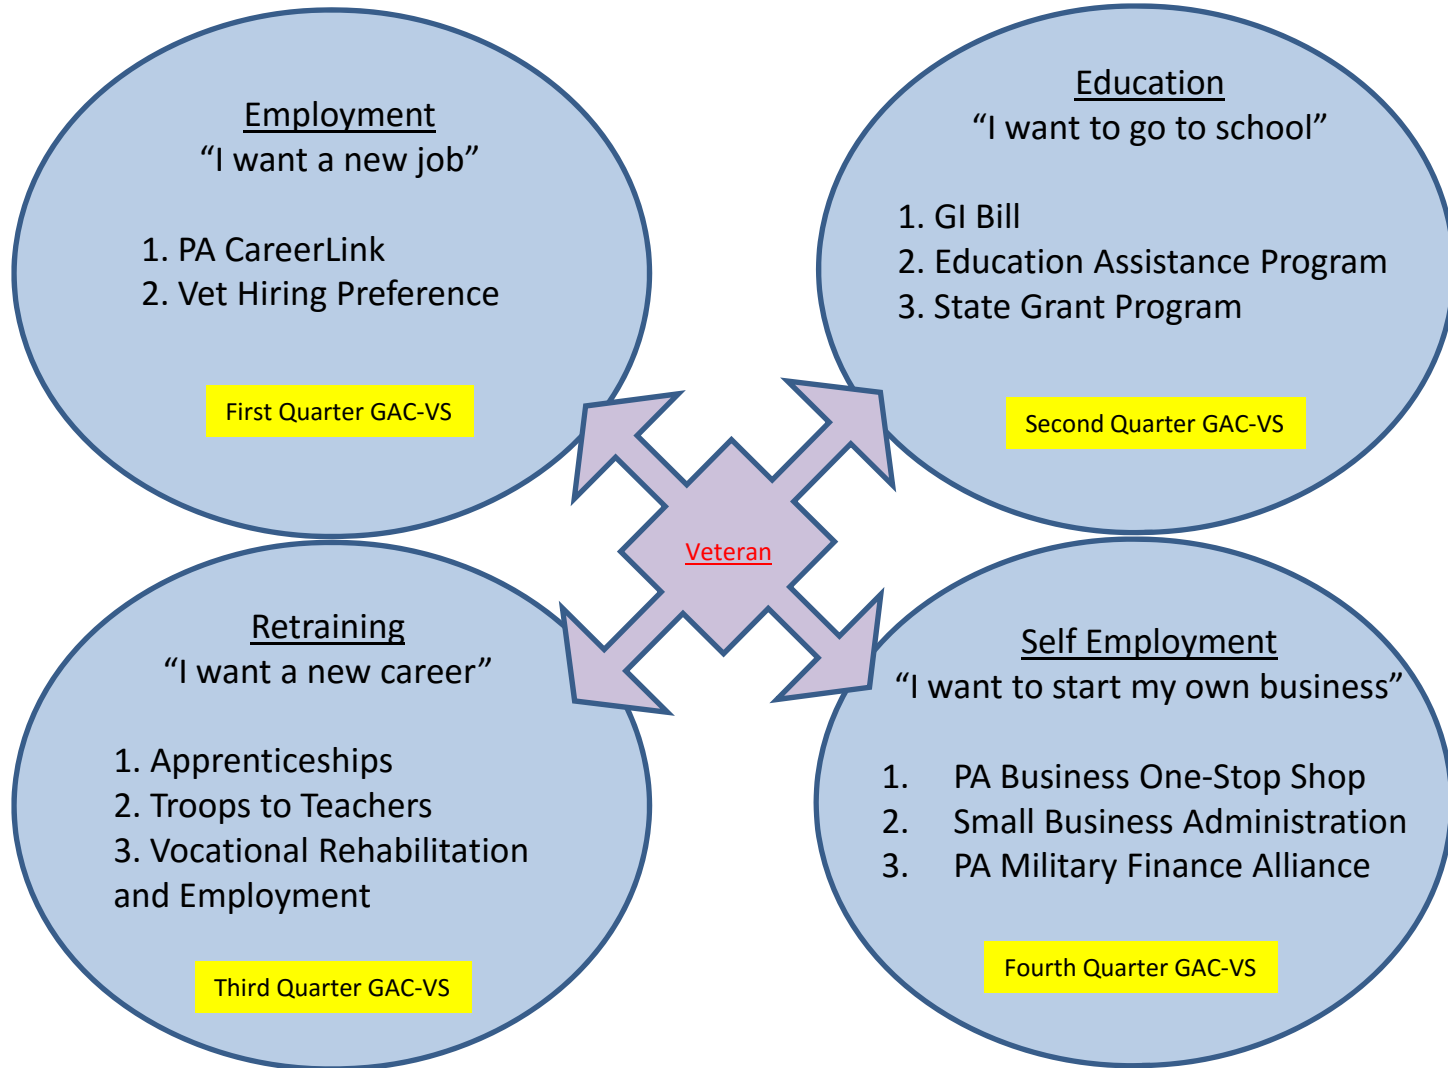 Employment
“I want a new job”
1. PA CareerLink
2. Vet Hiring Preference
First Quarter GAC-VS
Education
“I want to go to school”
1. GI Bill
2. Education Assistance Program
3. State Grant Program
Second Quarter GAC-VS
Veteran
Retraining
“I want a new career”
1. Apprenticeships
2. Troops to Teachers
3. Vocational Rehabilitation
and Employment
Third Quarter GAC-VS
Self Employment
“I want to start my own business”
1. PA Business One-Stop Shop
2. Small Business Administration
3. PA Military Finance Alliance
Fourth Quarter GAC-VS